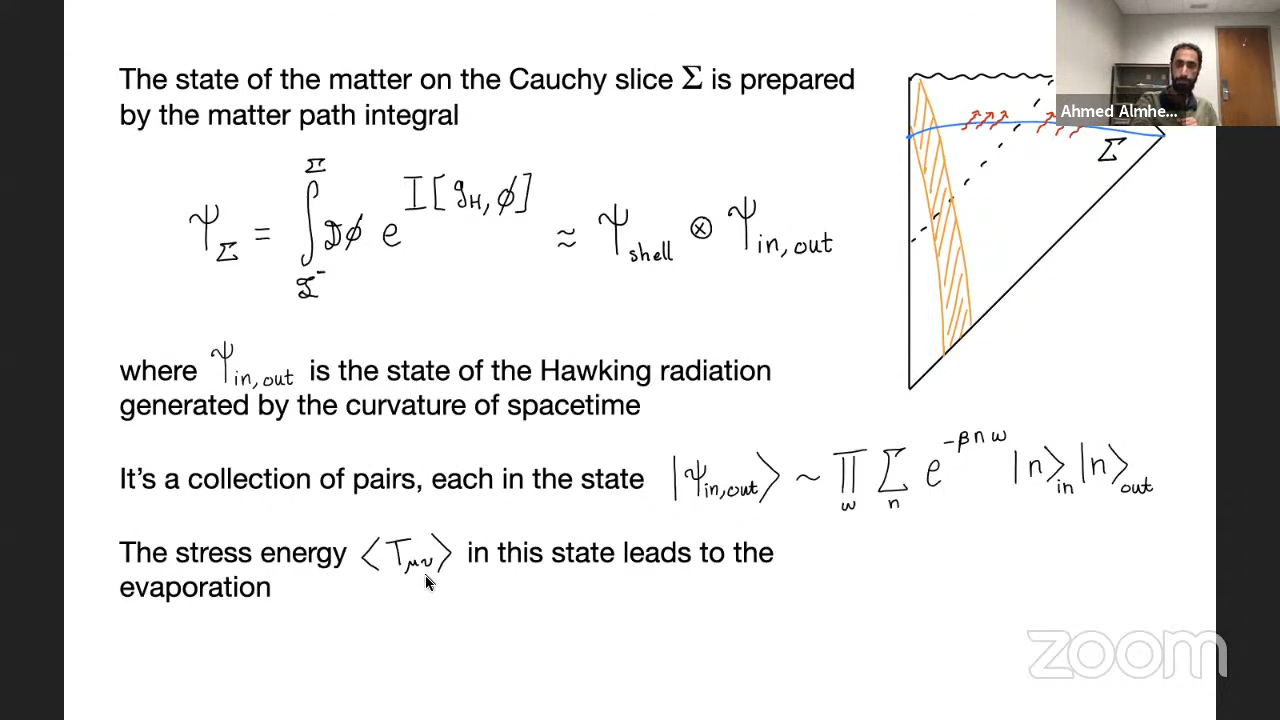 The state of the matter on the Cauchy slice Σ is prepared
by the matter path integral
Ψ_Σ = ∫_{ℐ^-}^{Σ} 𝒟ϕ e^{I[g_H, ϕ]} ≈ Ψ_shell ⊗ Ψ_in, out
where Ψ_in, out is the state of the Hawking radiation
generated by the curvature of spacetime
It's a collection of pairs, each in the state |Ψ_in, out⟩ ~ ∏_ω Σ_n e^{-βnω} |n⟩_in |n⟩_out
The stress energy ⟨T_μν⟩ in this state leads to the
evaporation
Σ
Ahmed Almhe...
zoom